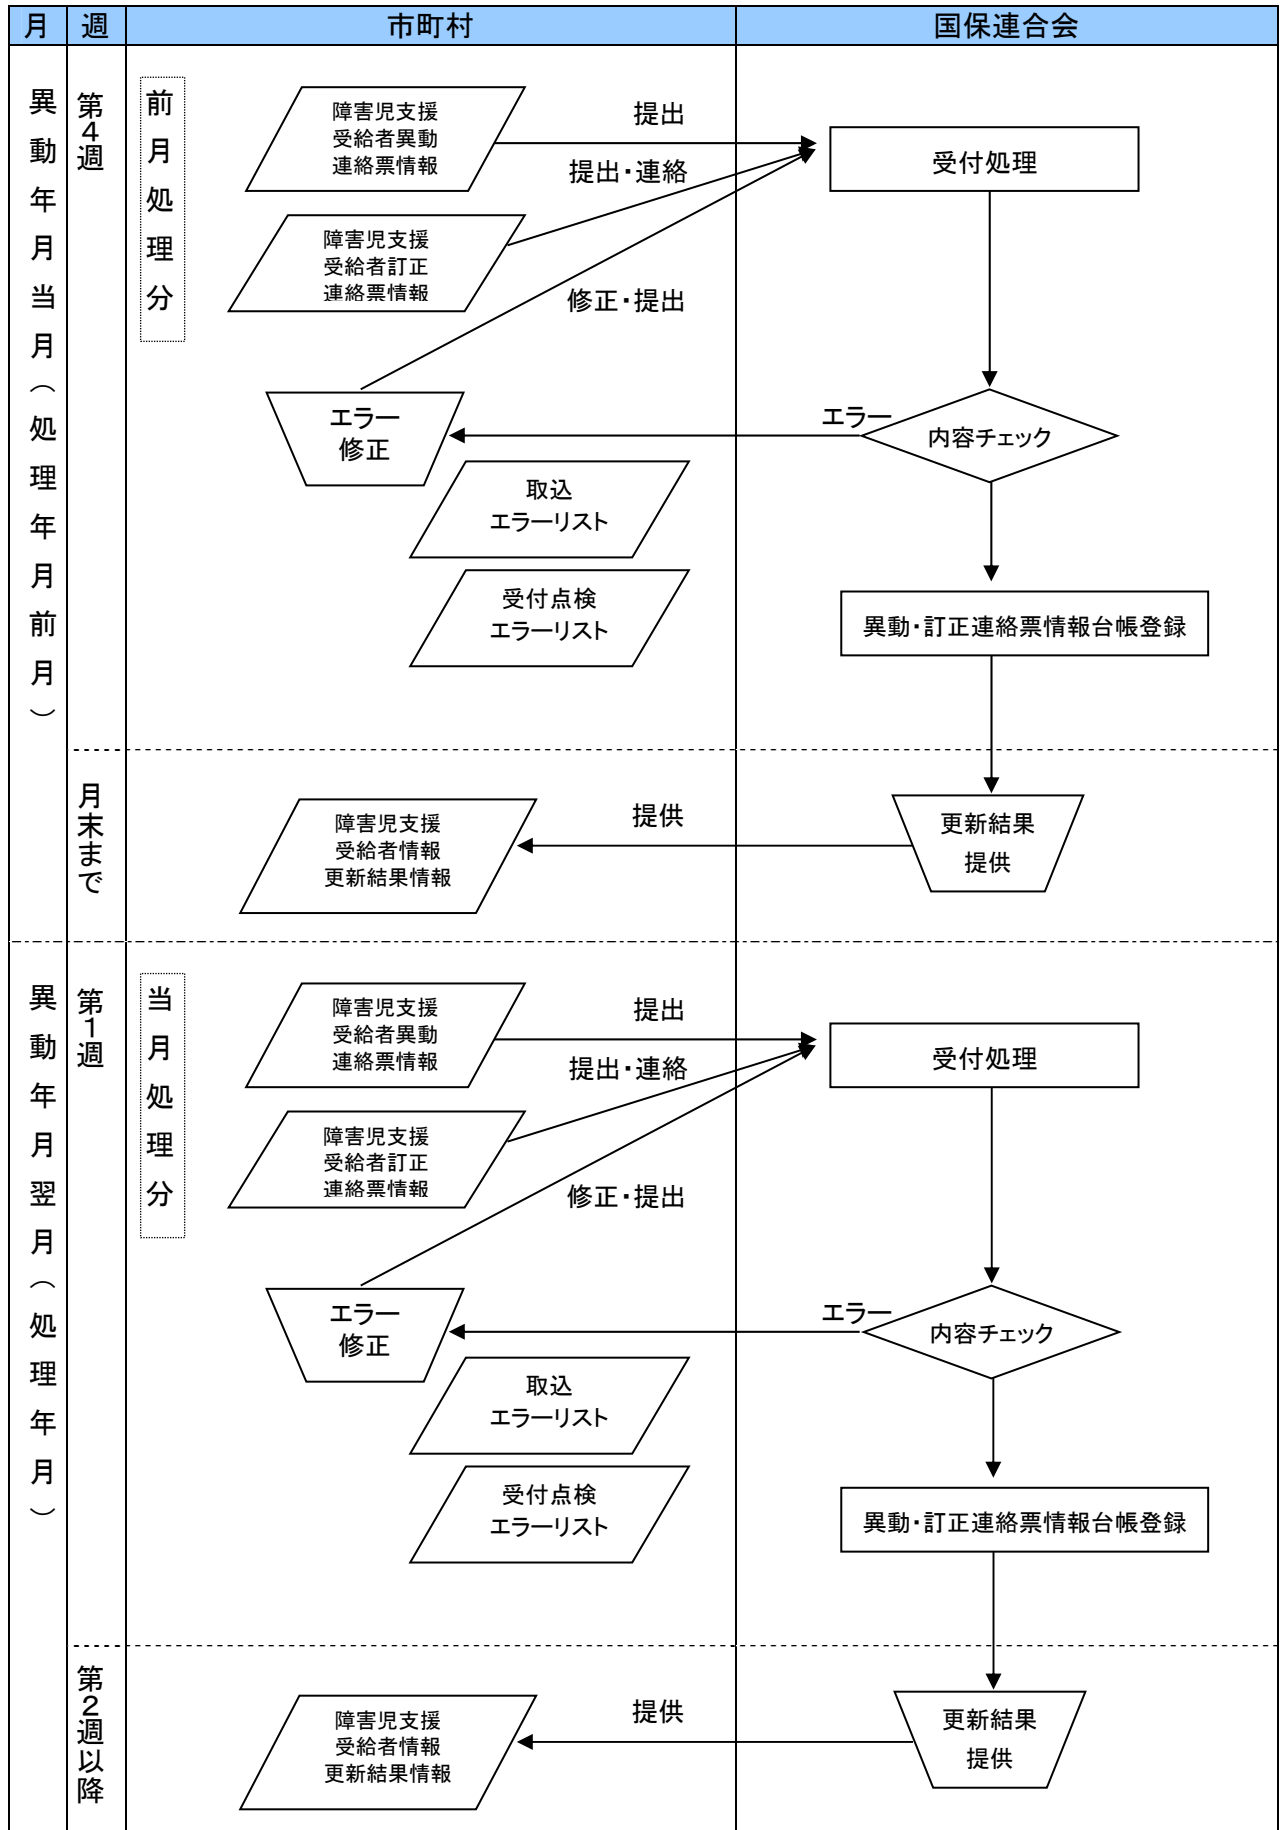 月 週 市町村 国保連合会
異動年月当月（処理年月前月）
第4週
前月処理分
障害児支援
受給者異動
連絡票情報
提出
受付処理
提出・連絡
障害児支援
受給者訂正
連絡票情報
修正・提出
エラー
修正
エラー
内容チェック
取込
エラーリスト
受付点検
エラーリスト
異動・訂正連絡票情報台帳登録
月末まで
障害児支援
受給者情報
更新結果情報
提供
更新結果
提供
異動年月翌月（処理年月）
第1週
当月処理分
障害児支援
受給者異動
連絡票情報
提出
受付処理
提出・連絡
障害児支援
受給者訂正
連絡票情報
修正・提出
エラー
修正
エラー
内容チェック
取込
エラーリスト
受付点検
エラーリスト
異動・訂正連絡票情報台帳登録
第2週以降
障害児支援
受給者情報
更新結果情報
提供
更新結果
提供